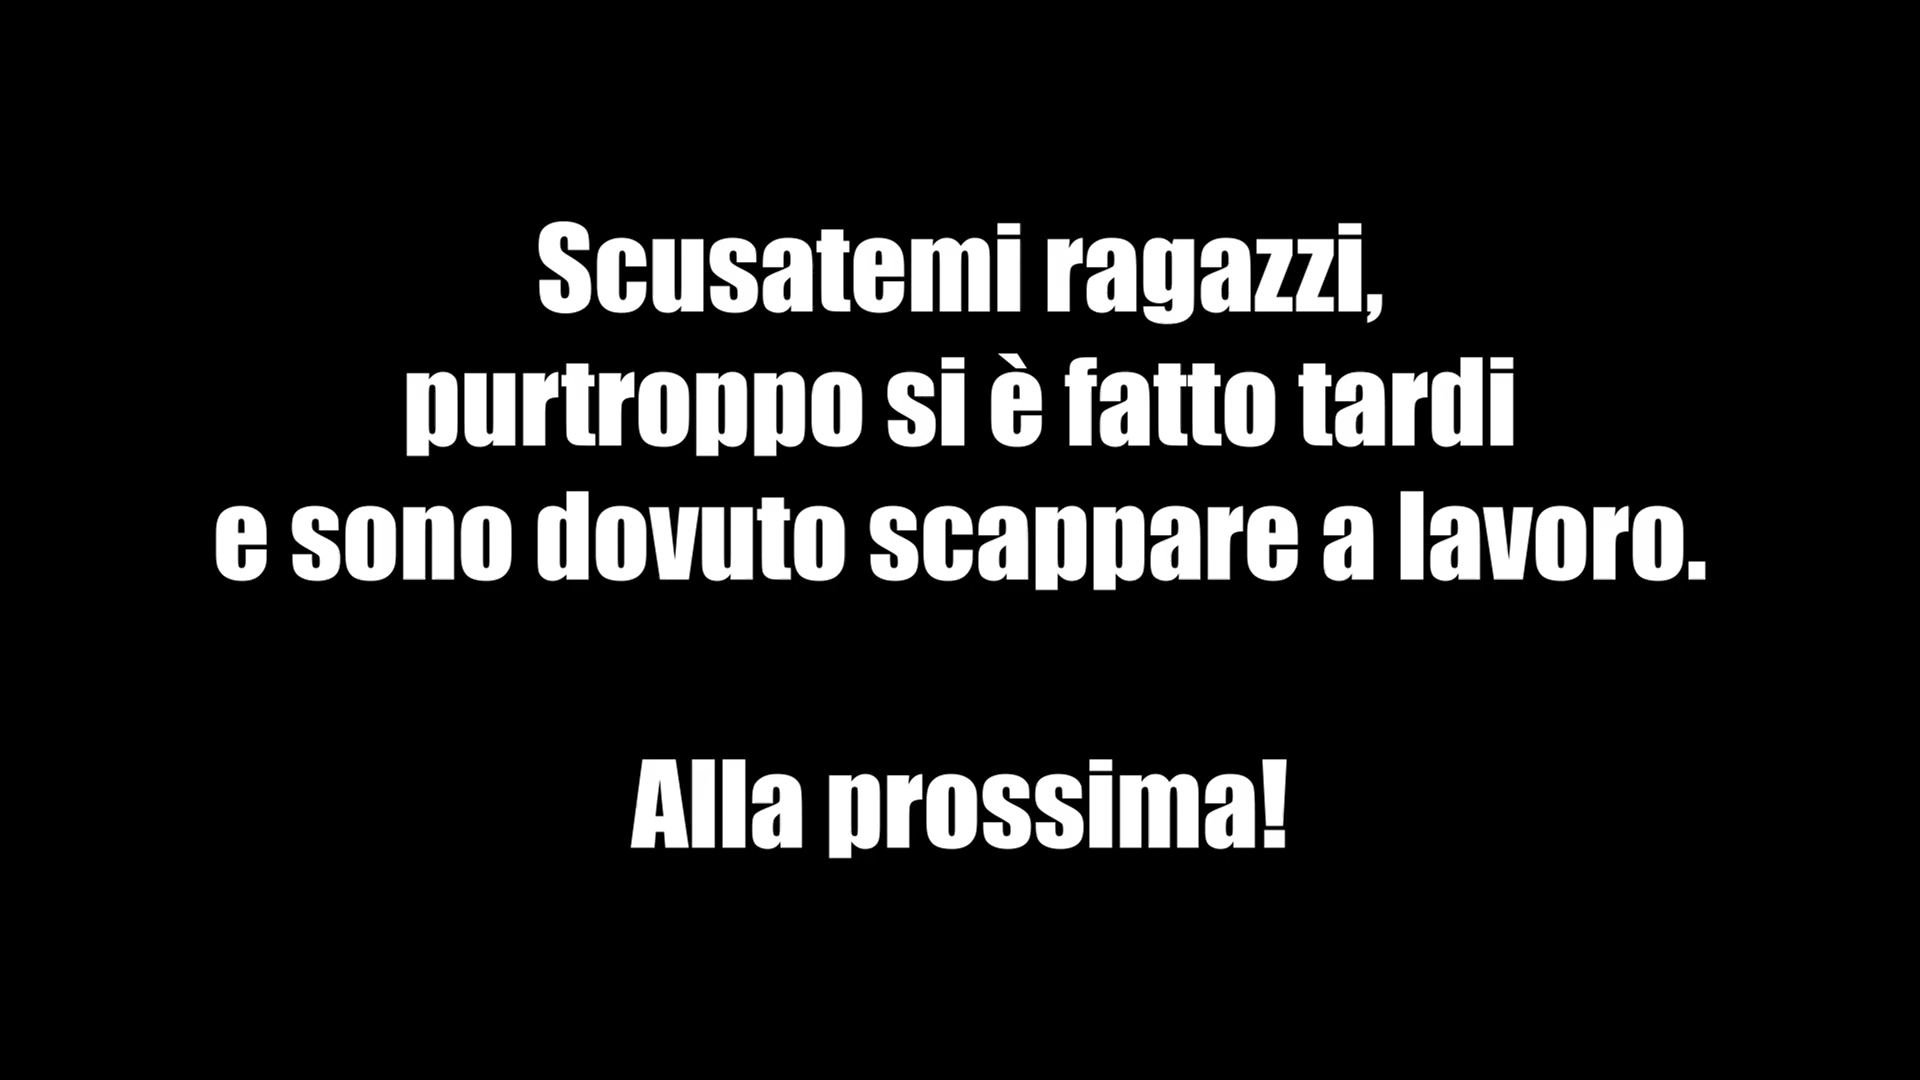 Scusatemi ragazzi,
purtroppo si è fatto tardi
e sono dovuto scappare a lavoro.
Alla prossima!